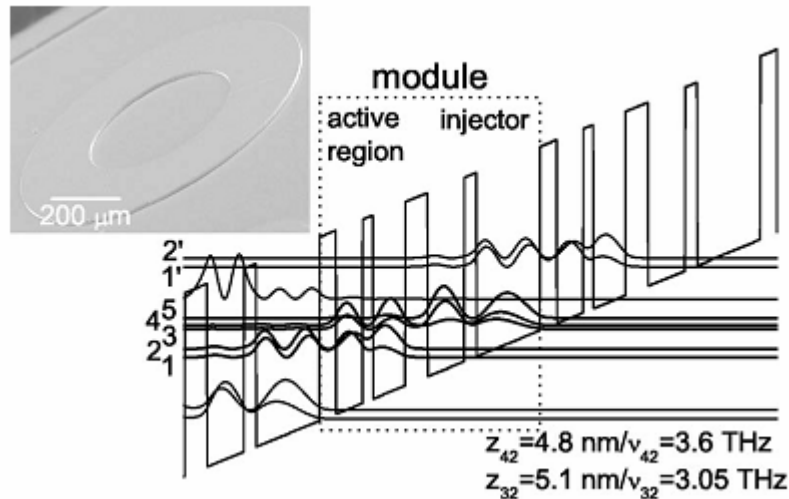 200 μm
module
active injector
region
2'
1'
5
4
3
2
1
z42=4.8 nm/ν42=3.6 THz
z32=5.1 nm/ν32=3.05 THz